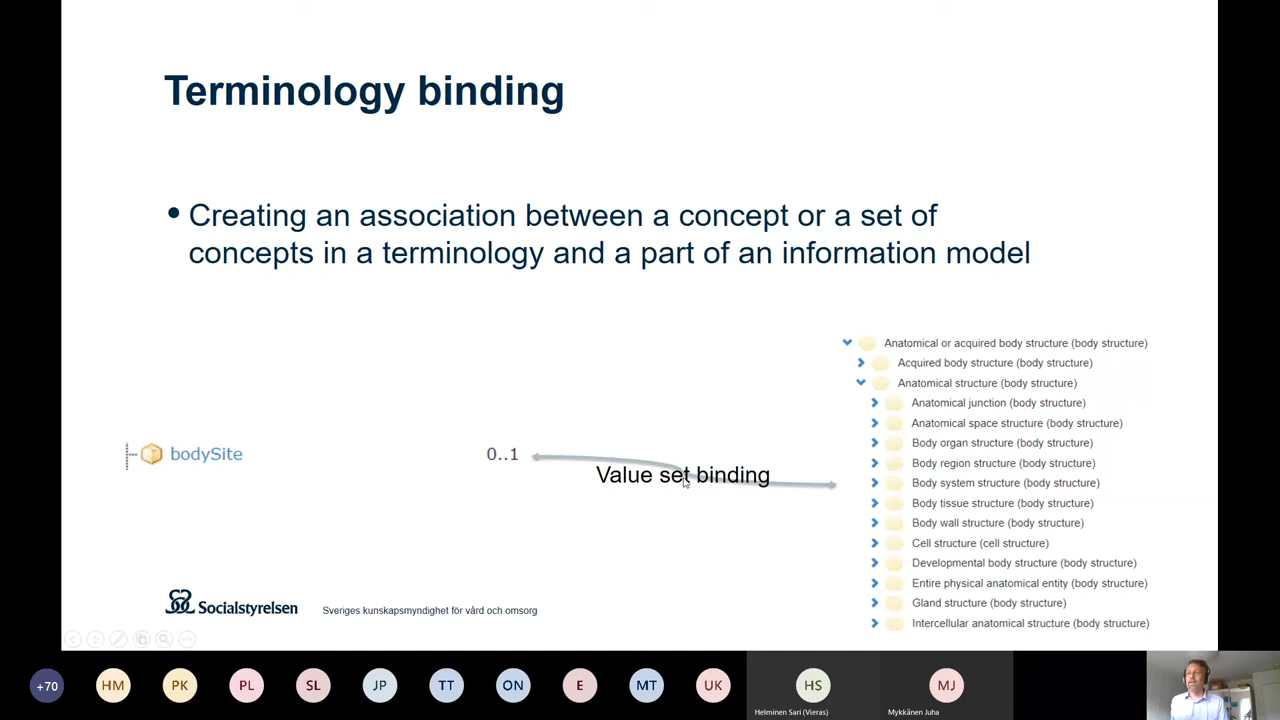 Terminology binding
• Creating an association between a concept or a set of
concepts in a terminology and a part of an information model
bodySite
0..1
Value set binding
Anatomical or acquired body structure (body structure)
Acquired body structure (body structure)
Anatomical structure (body structure)
Anatomical junction (body structure)
Anatomical space structure (body structure)
Body organ structure (body structure)
Body region structure (body structure)
Body system structure (body structure)
Body tissue structure (body structure)
Body wall structure (body structure)
Cell structure (cell structure)
Developmental body structure (body structure)
Entire physical anatomical entity (body structure)
Gland structure (body structure)
Intercellular anatomical structure (body structure)
Socialstyrelsen
Sveriges kunskapsmyndighet för vård och omsorg
+70
HM
PK
PL
SL
JP
TT
ON
E
MT
UK
HS
MJ
Helminen Sari (Vieras)
Mykkänen Juha